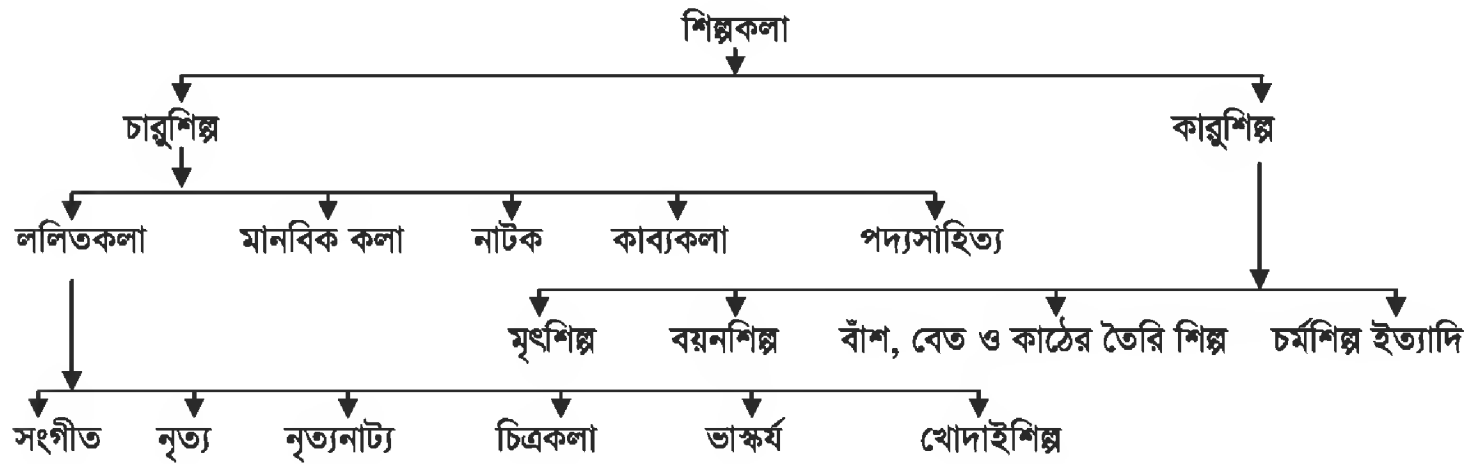 শিল্পকলা
চারুশিল্প কারুশিল্প
ললিতকলা মানবিক কলা নাটক কাব্যকলা পদ্যসাহিত্য
মৃৎশিল্প বয়নশিল্প বাঁশ, বেত ও কাঠের তৈরি শিল্প চর্মশিল্প ইত্যাদি
সংগীত নৃত্য নৃত্যনাট্য চিত্রকলা ভাস্কর্য খোদাইশিল্প